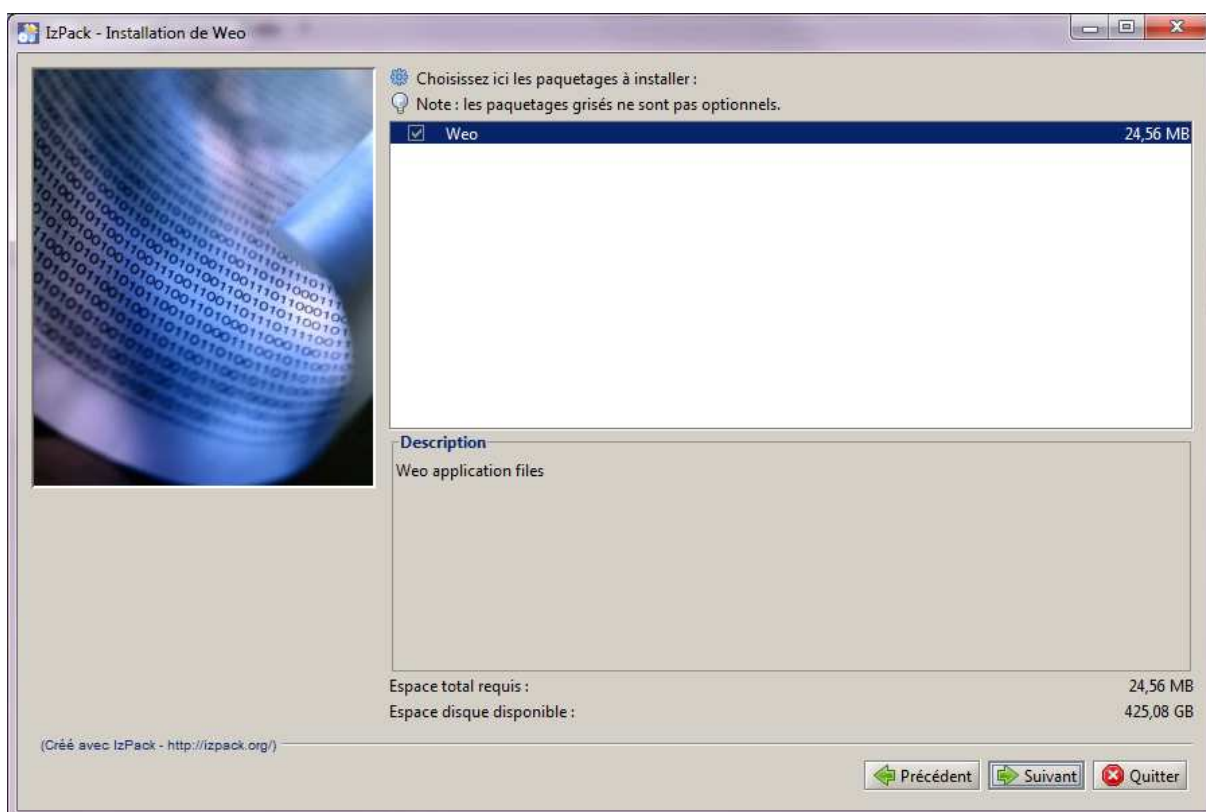 IzPack - Installation de Weo
Choisissez ici les paquetages à installer :
Note : les paquetages grisés ne sont pas optionnels.
Weo 24,56 MB
Description
Weo application files
Espace total requis : 24,56 MB
Espace disque disponible : 425,08 GB
(Créé avec IzPack - http://izpack.org/)
Précédent Suivant Quitter